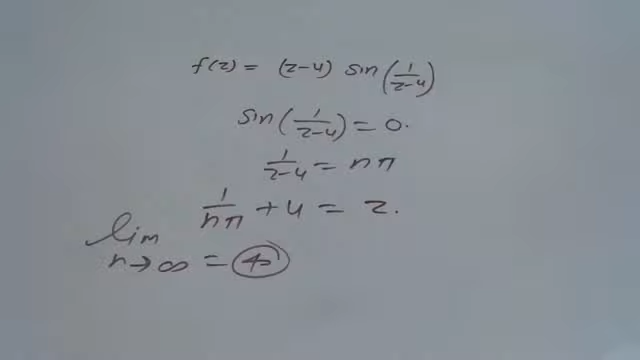 f(z) = (z-4) sin(1/(z-4))
sin(1/(z-4)) = 0.
1/(z-4) = nπ
1/(nπ) + 4 = z.
lim
n→∞ = 4